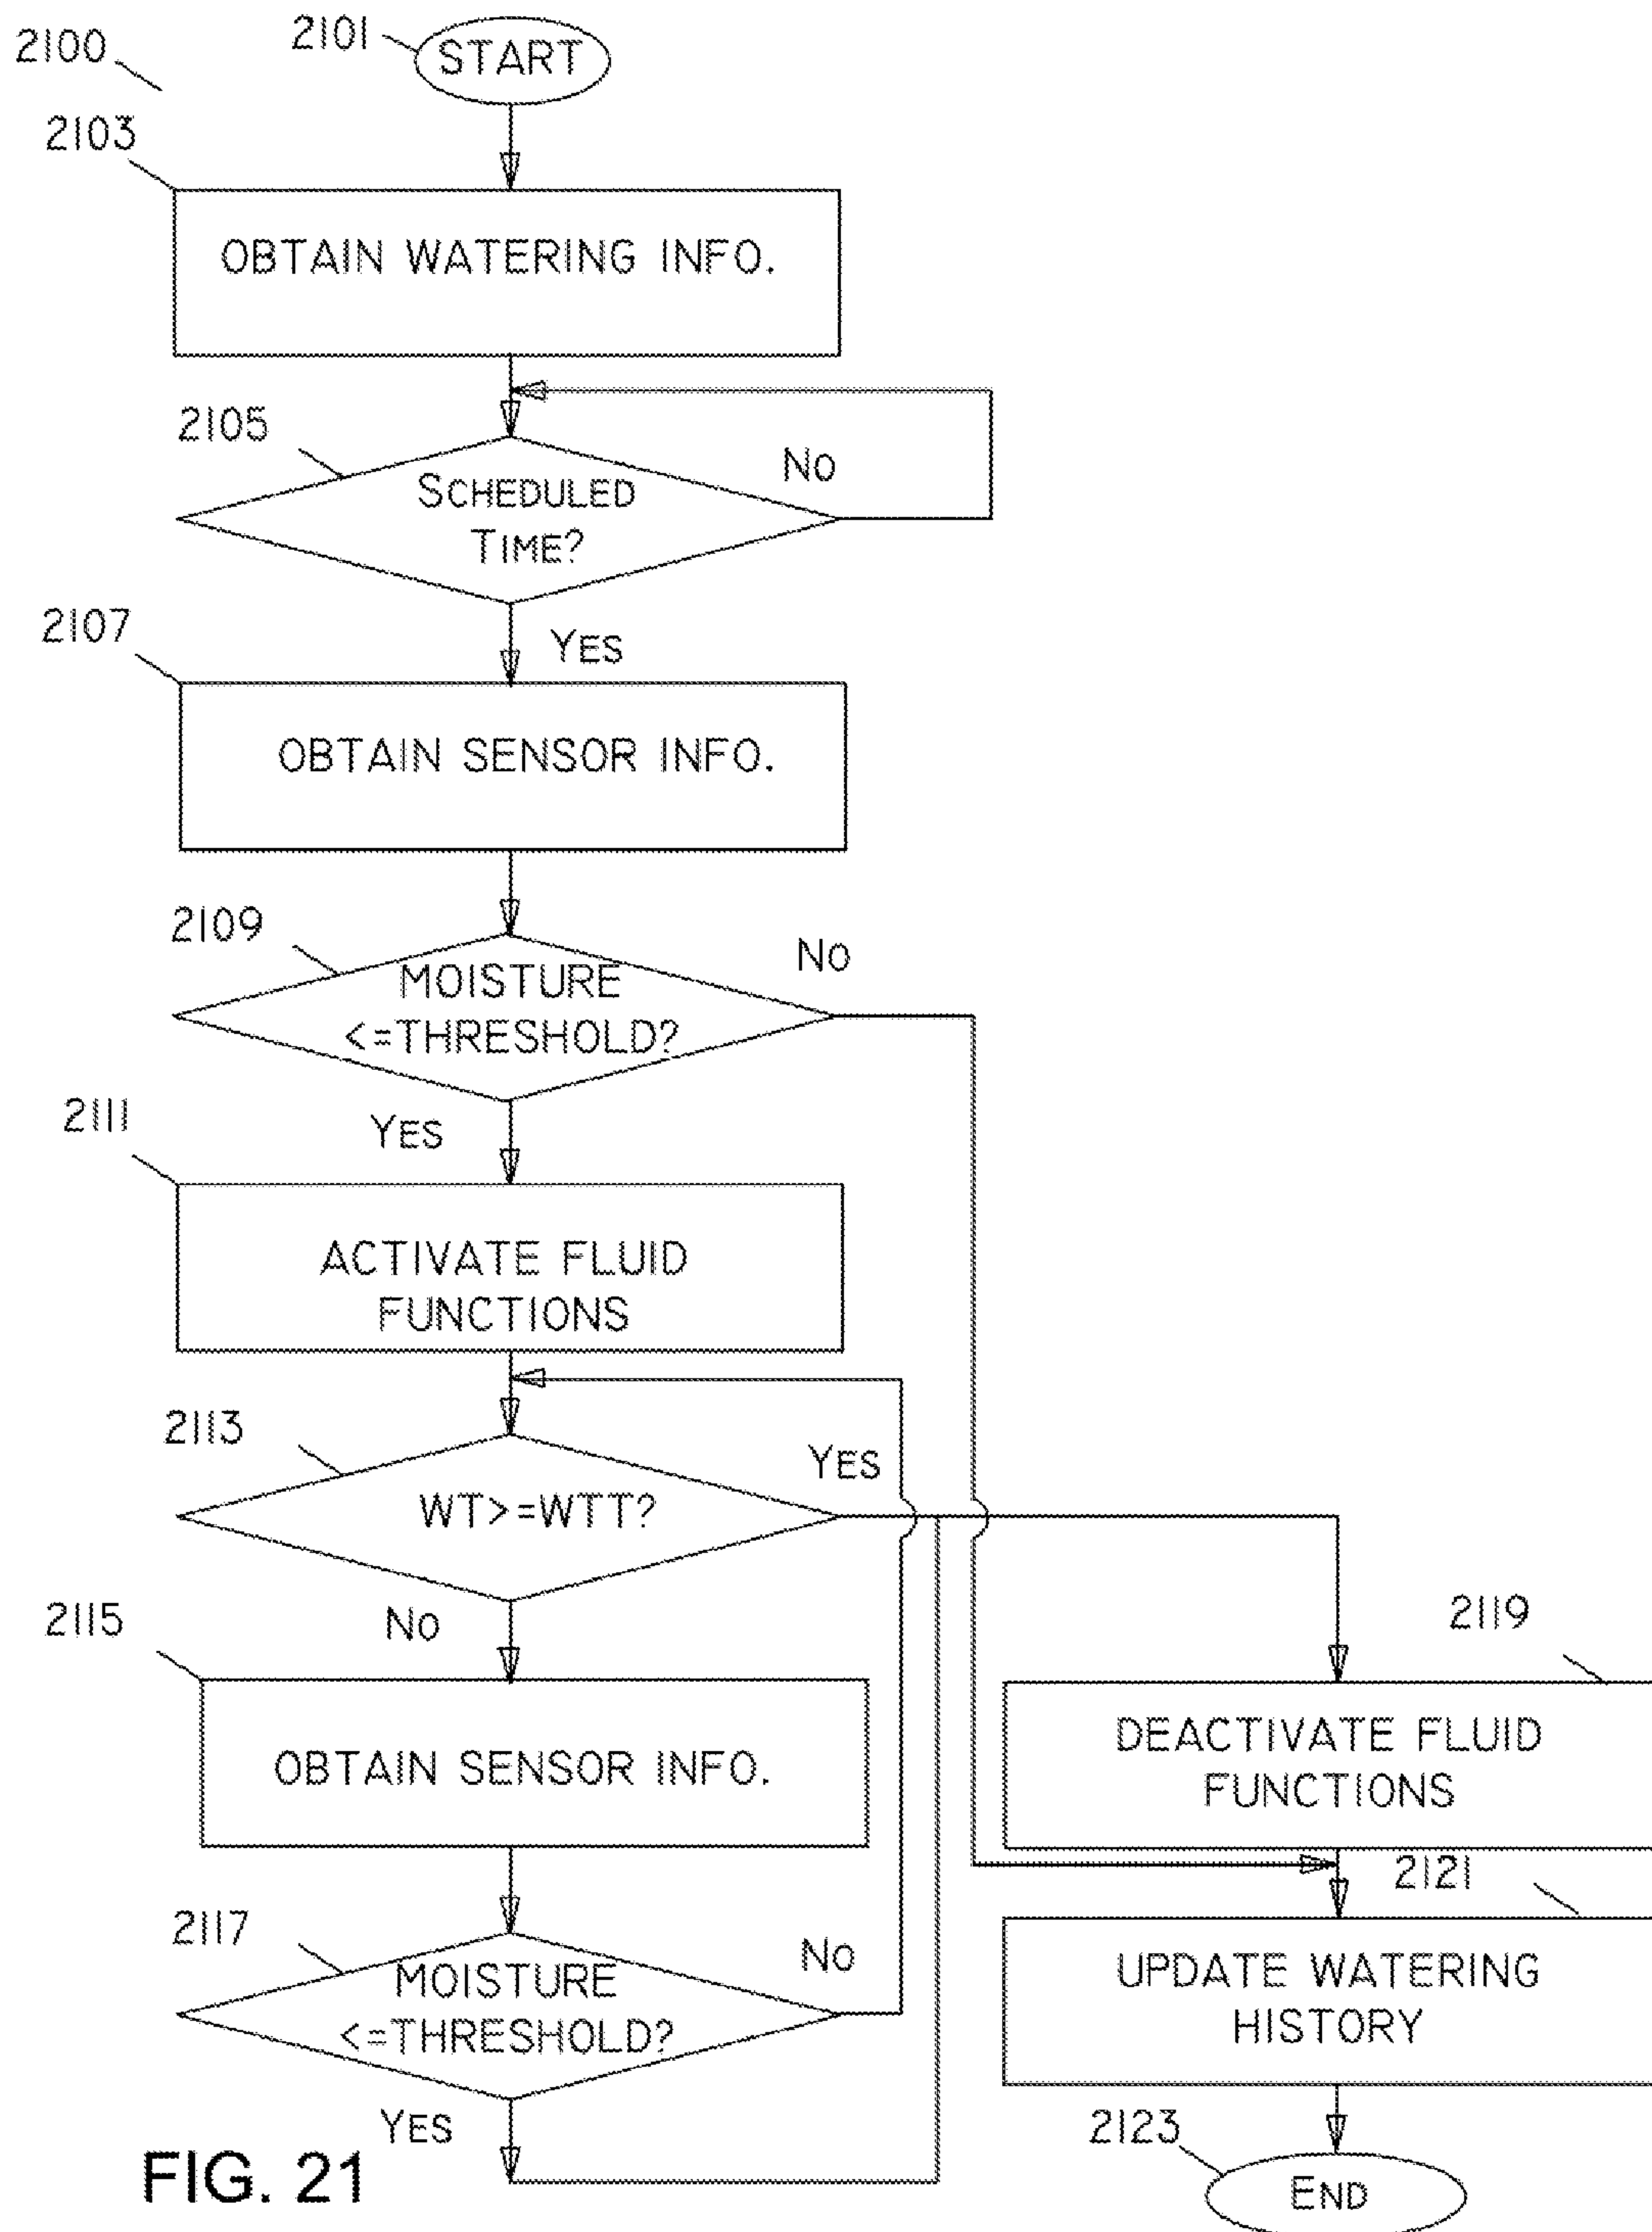 2100
2101
START
2103
OBTAIN WATERING INFO.
2105
SCHEDULED
TIME?
NO
YES
2107
OBTAIN SENSOR INFO.
2109
MOISTURE
<=THRESHOLD?
NO
YES
2111
ACTIVATE FLUID
FUNCTIONS
2113
WT>=WTT?
YES
NO
2115
OBTAIN SENSOR INFO.
2117
MOISTURE
<=THRESHOLD?
NO
YES
2119
DEACTIVATE FLUID
FUNCTIONS
2121
UPDATE WATERING
HISTORY
2123
END
FIG. 21